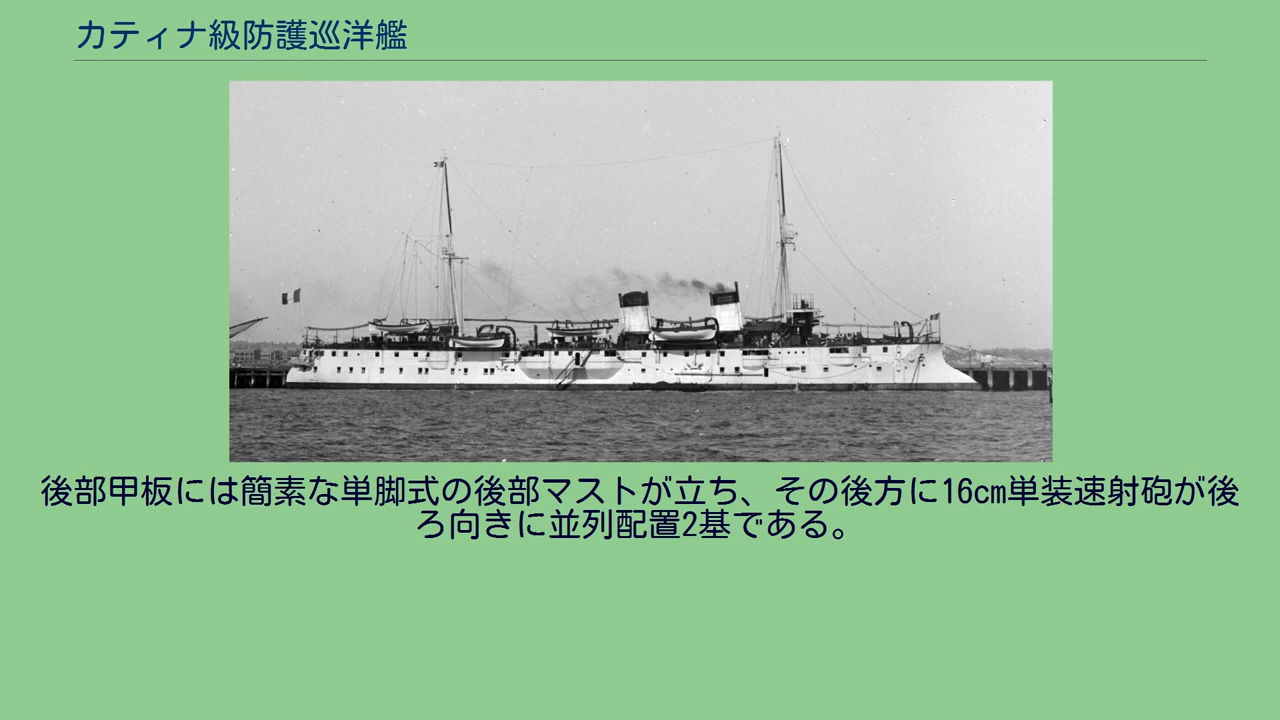 カティナ級防護巡洋艦
後部甲板には簡素な単脚式の後部マストが立ち、その後方に16cm単装速射砲が後
ろ向きに並列配置2基である。